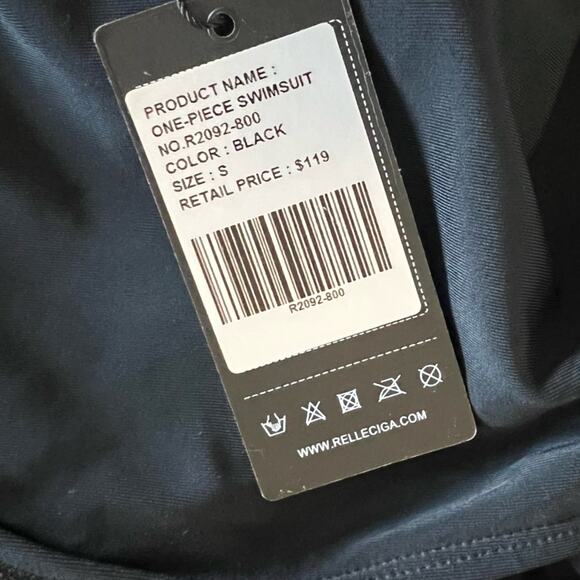 PRODUCT NAME :
ONE-PIECE SWIMSUIT
NO.R2092-800
COLOR : BLACK
SIZE : S
RETAIL PRICE : $119
R2092-800
WWW.RELLECIGA.COM